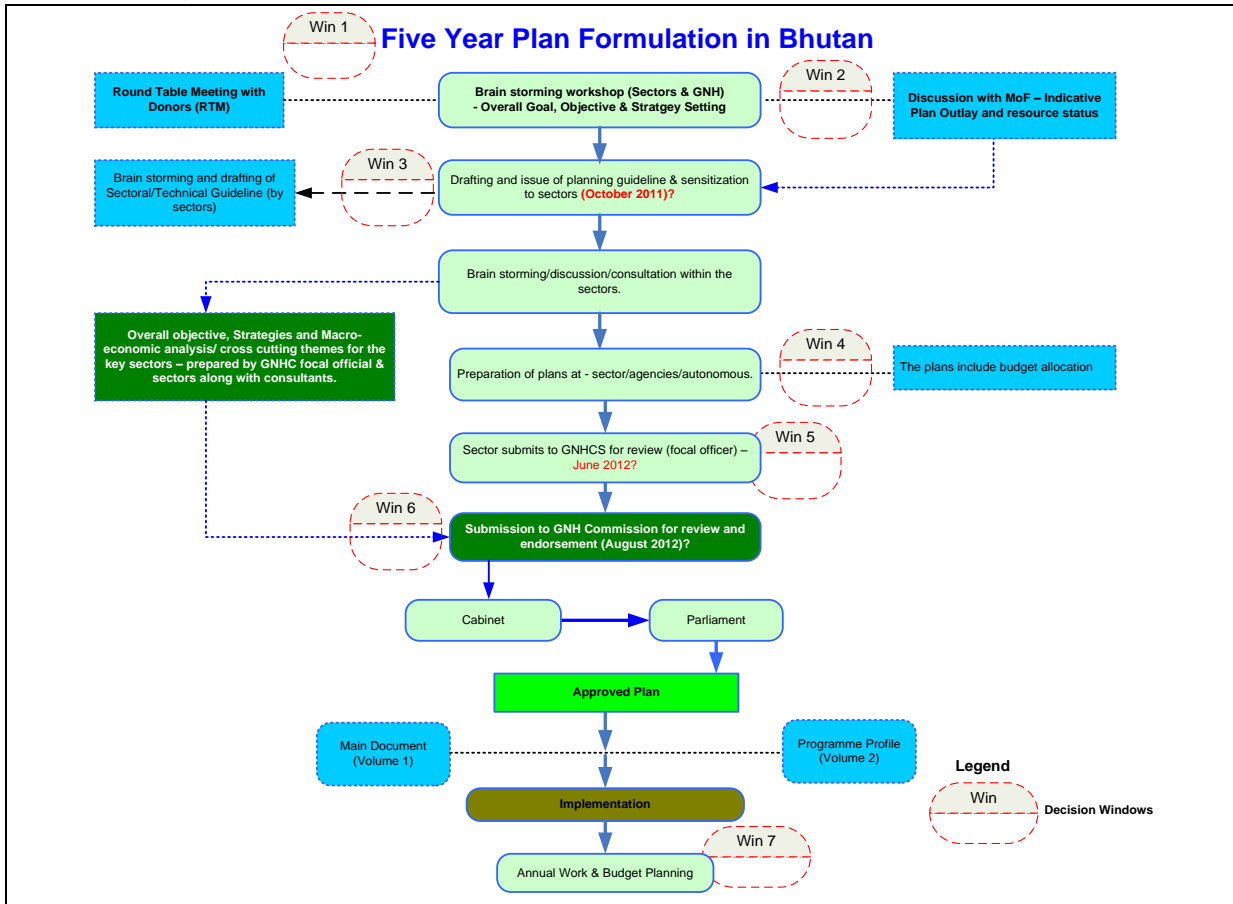 Win 1
Five Year Plan Formulation in Bhutan
Round Table Meeting with
Donors (RTM)
Brain storming workshop (Sectors & GNH)
- Overall Goal, Objective & Stratgey Setting
Win 2
Discussion with MoF – Indicative
Plan Outlay and resource status
Brain storming and drafting of
Sectoral/Technical Guideline (by
sectors)
Win 3
Drafting and issue of planning guideline & sensitization
to sectors (October 2011)?
Brain storming/discussion/consultation within the
sectors.
Overall objective, Strategies and Macro-
economic analysis/ cross cutting themes for the
key sectors – prepared by GNHC focal official &
sectors along with consultants.
Preparation of plans at - sector/agencies/autonomous.
Win 4
The plans include budget allocation
Sector submits to GNHCS for review (focal officer) –
June 2012?
Win 5
Win 6
Submission to GNH Commission for review and
endorsement (August 2012)?
Cabinet
Parliament
Approved Plan
Main Document
(Volume 1)
Programme Profile
(Volume 2)
Implementation
Annual Work & Budget Planning
Win 7
Legend
Win
Decision Windows